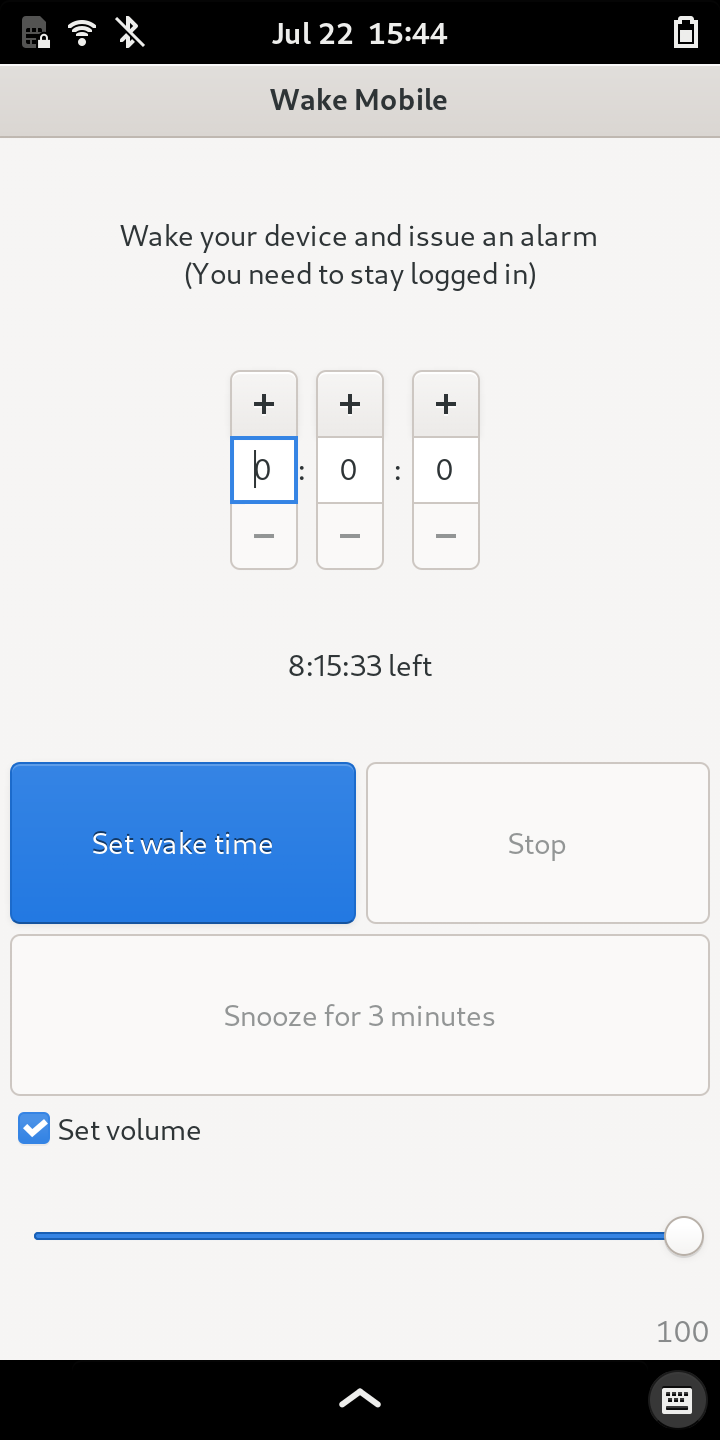 Jul 22 15:44
Wake Mobile
Wake your device and issue an alarm
(You need to stay logged in)
+ + +
0 : 0 : 0
− − −
8:15:33 left
Set wake time
Stop
Snooze for 3 minutes
Set volume
100